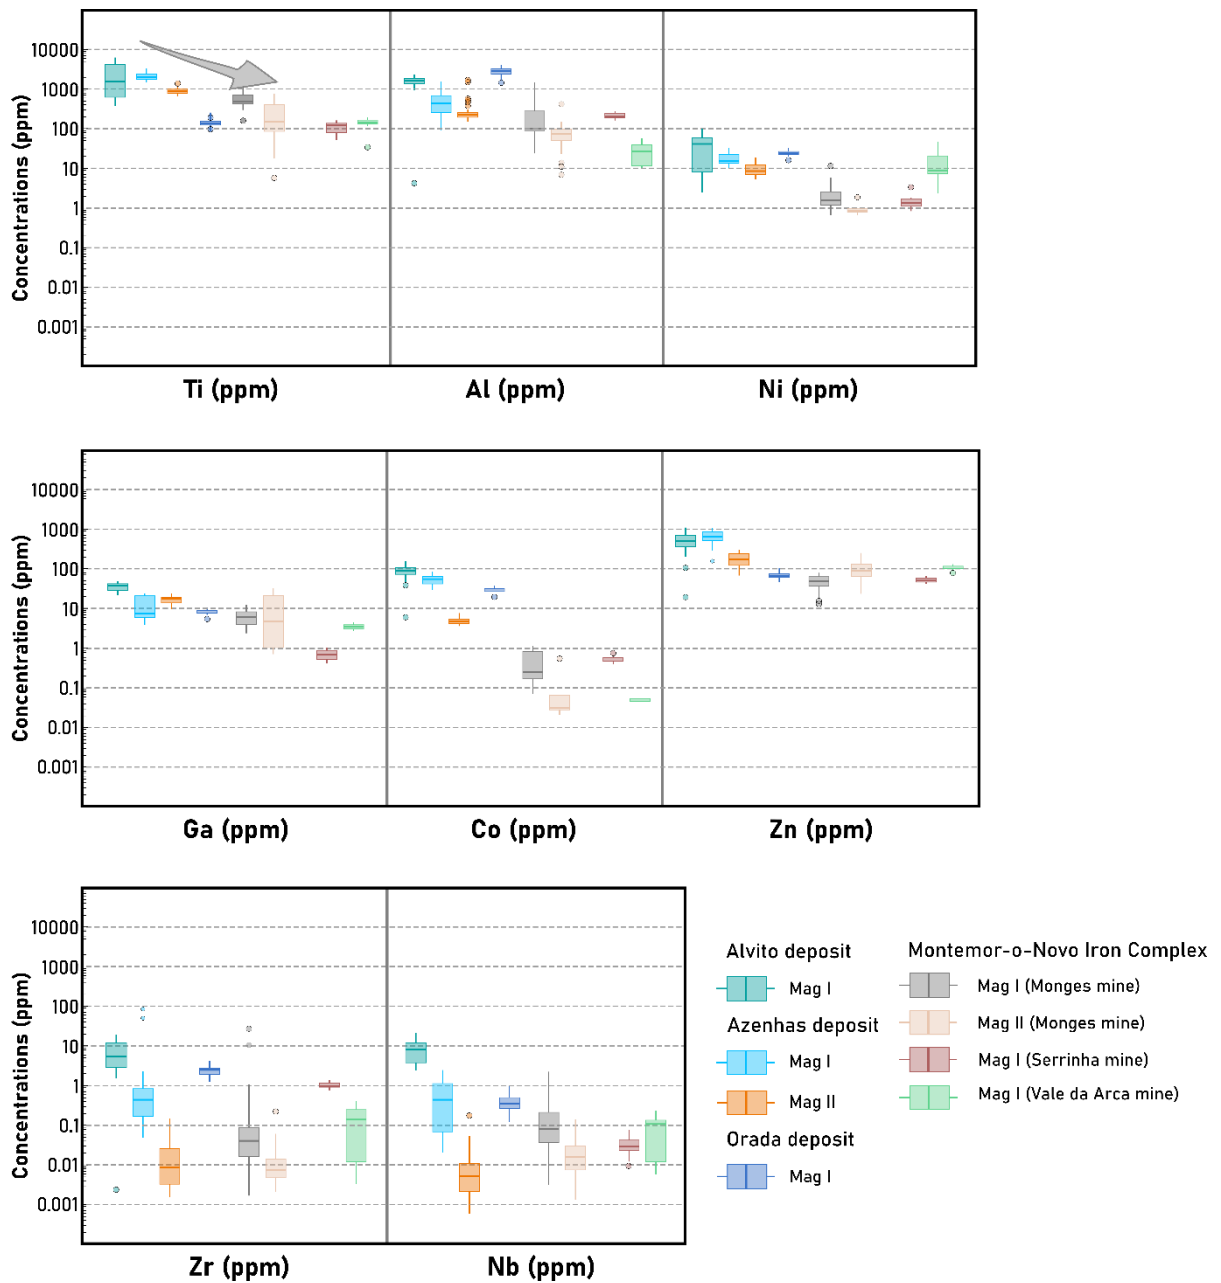 Concentrations (ppm)
10000
1000
100
10
1
0.1
0.01
0.001
Ti (ppm)
Al (ppm)
Ni (ppm)
Concentrations (ppm)
10000
1000
100
10
1
0.1
0.01
0.001
Ga (ppm)
Co (ppm)
Zn (ppm)
Concentrations (ppm)
10000
1000
100
10
1
0.1
0.01
0.001
Zr (ppm)
Nb (ppm)
Alvito deposit
Mag I
Azenhas deposit
Mag I
Mag II
Orada deposit
Mag I
Montemor-o-Novo Iron Complex
Mag I (Monges mine)
Mag II (Monges mine)
Mag I (Serrinha mine)
Mag I (Vale da Arca mine)